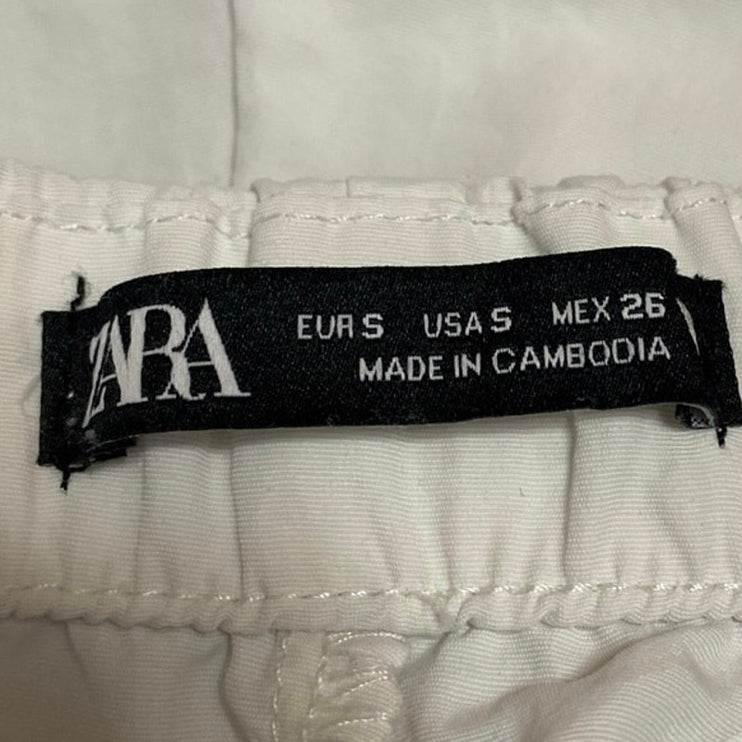 ZARA
EUR S USA S MEX 26
MADE IN CAMBODIA